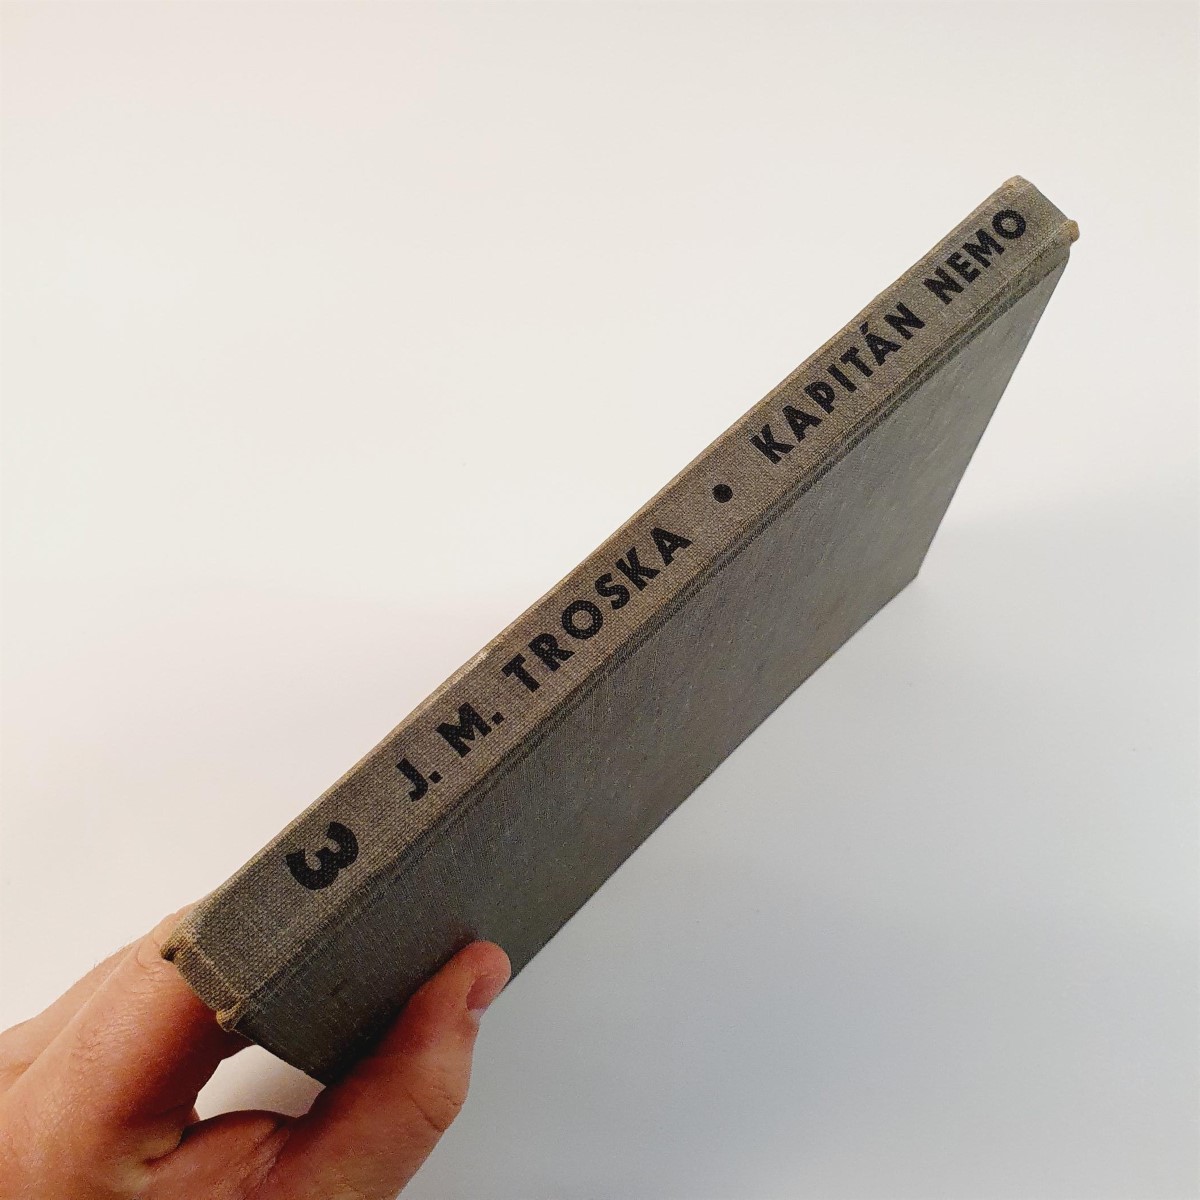 3 J. M. TROSKA • KAPITÁN NEMO